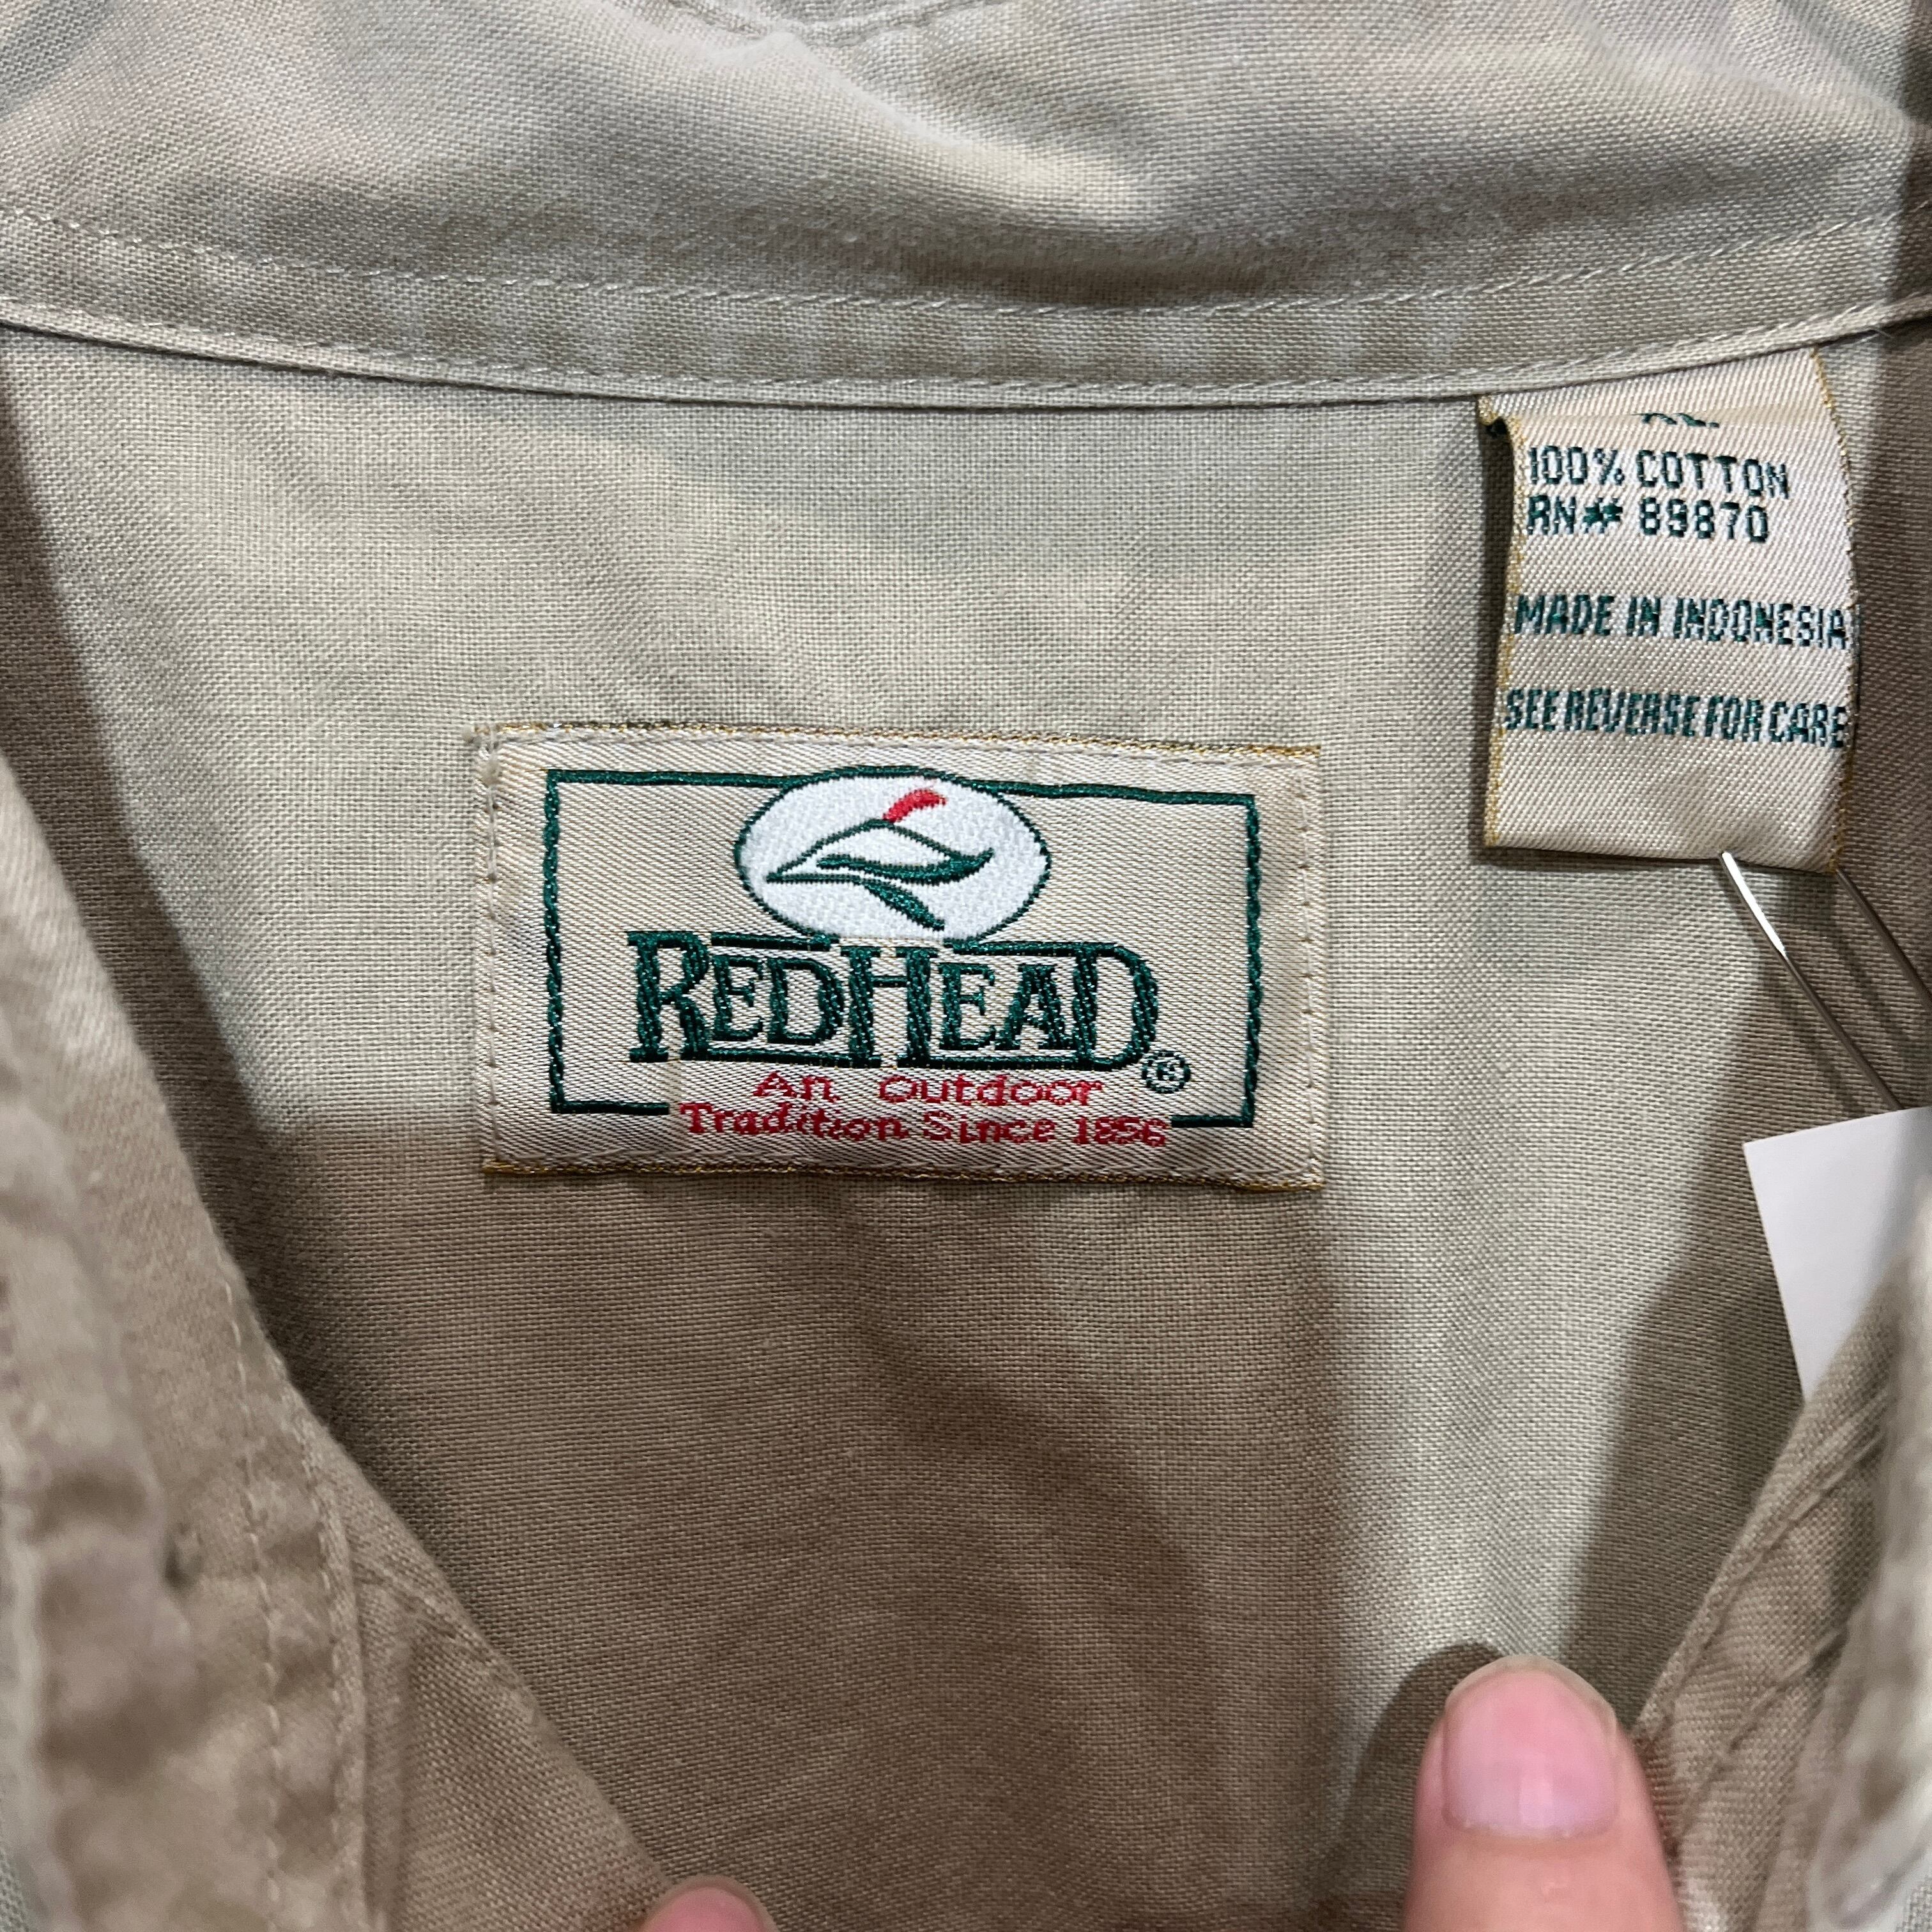 100% COTTON
RN# 89870
MADE IN INDONESIA
SEE REVERSE FOR CARE
REDHEAD®
An Outdoor
Tradition Since 1856